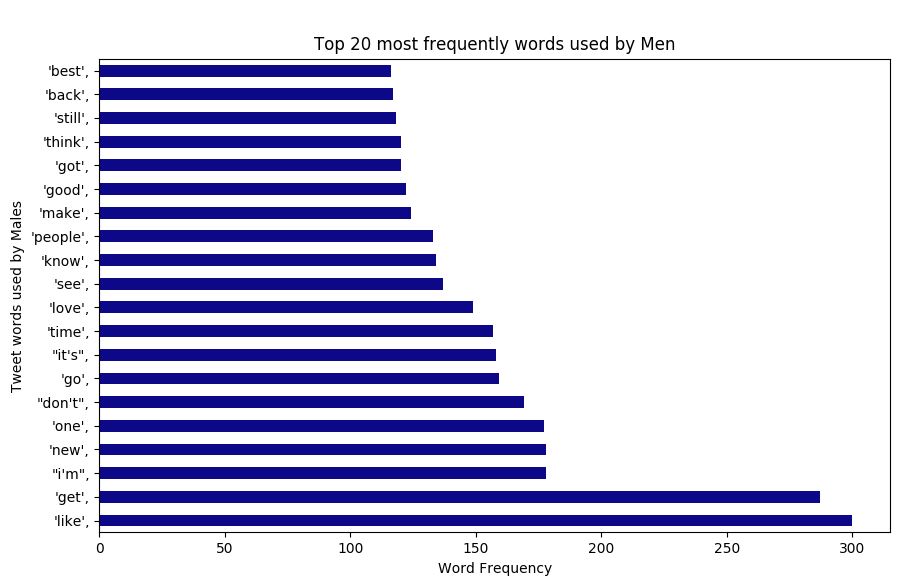 Top 20 most frequently words used by Men
Tweet words used by Males
'best',
'back',
'still',
'think',
'got',
'good',
'make',
'people',
'know',
'see',
'love',
'time',
"it's",
'go',
"don't",
'one',
'new',
"i'm",
'get',
'like',
0 50 100 150 200 250 300
Word Frequency